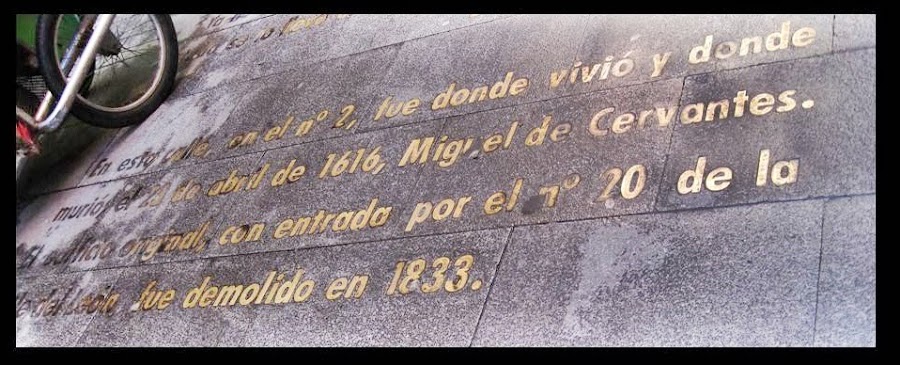 En esta calle, en el nº 2, fue donde vivió y donde
murió, el 23 de abril de 1616, Miguel de Cervantes.
El edificio original, con entrada por el nº 20 de la
del León, fue demolido en 1833.